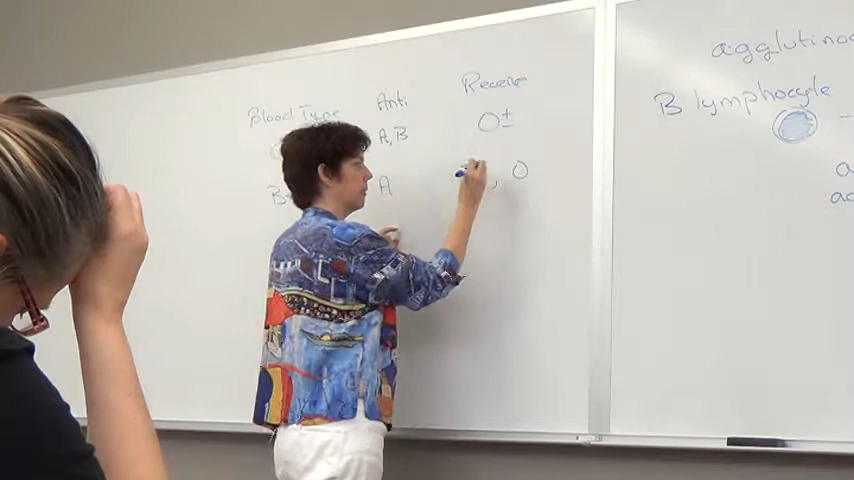 Blood Type Anti Receive
A,B O±
B A , O
agglutino
B lymphocyte -
a